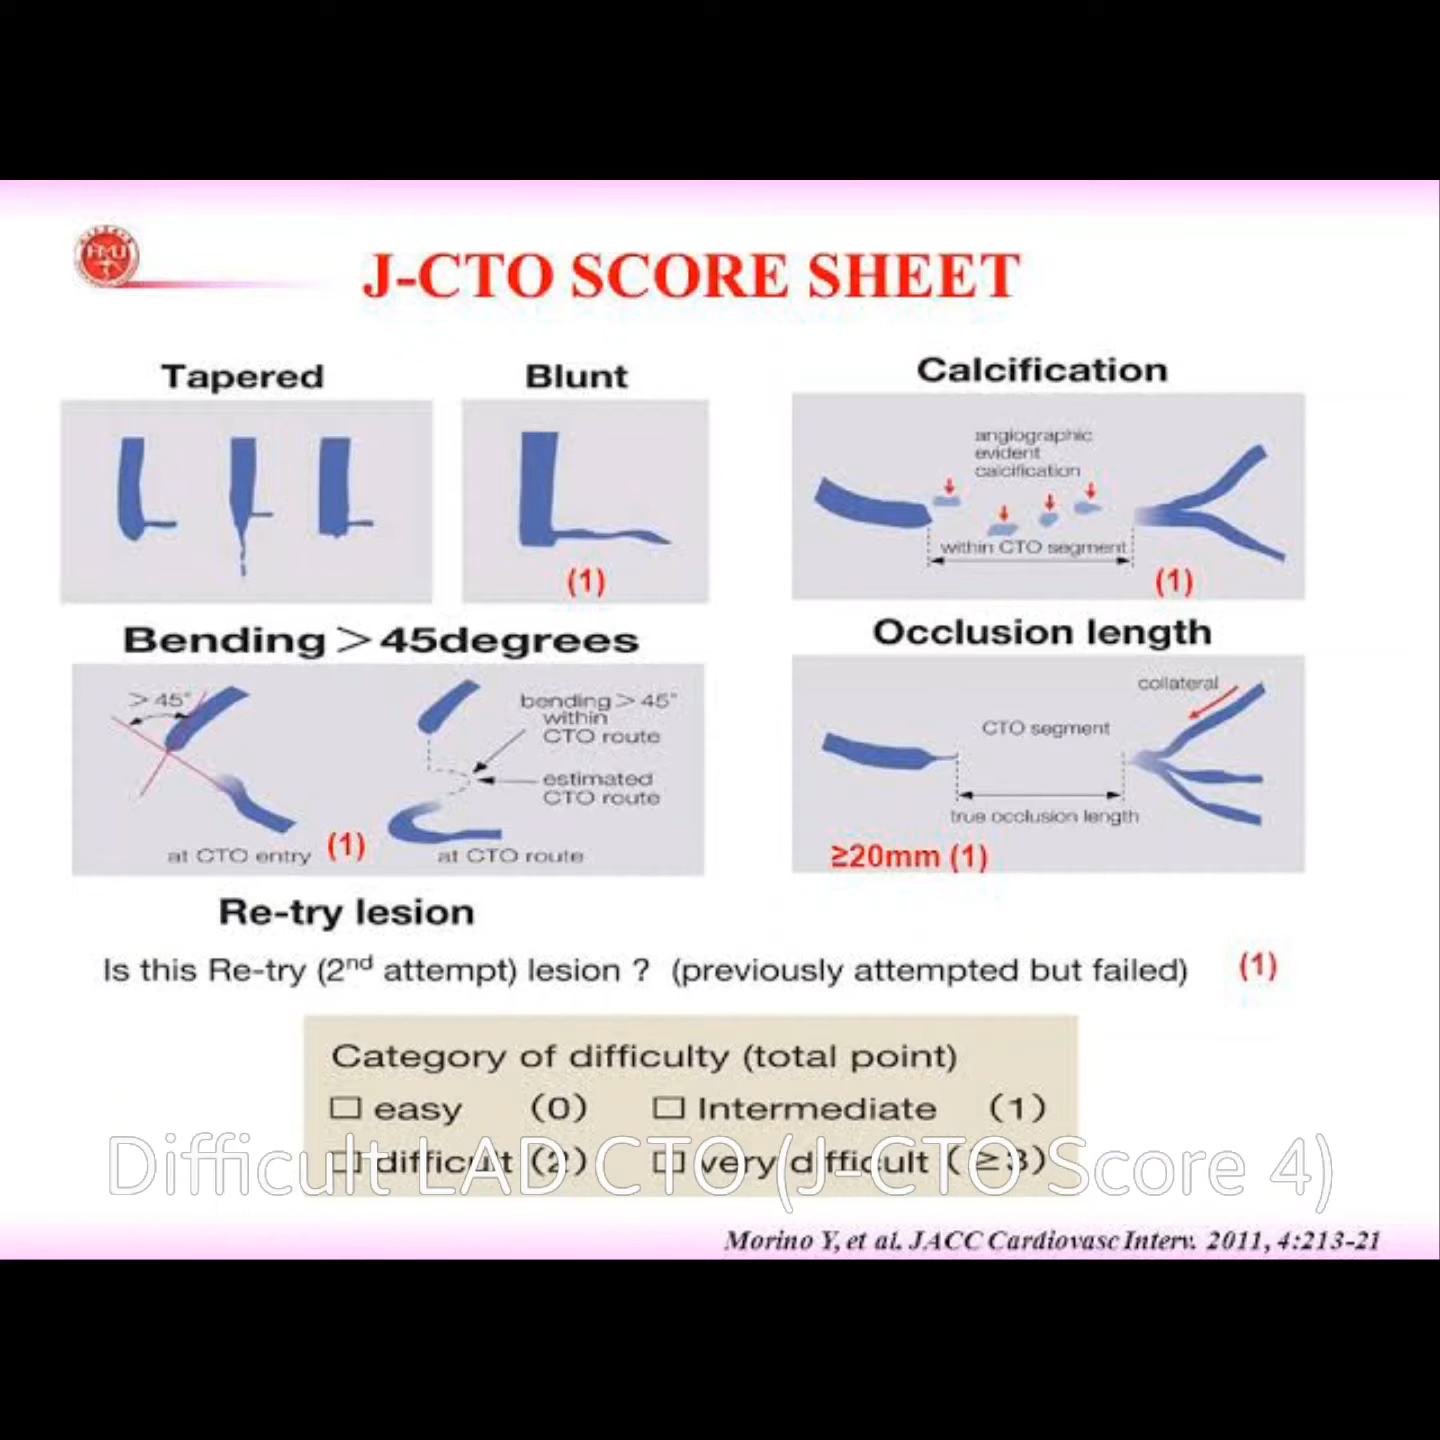 J-CTO SCORE SHEET
Tapered
Blunt
(1)
Calcification
angiographic
evident
calcification
within CTO segment
(1)
Bending＞45degrees
＞45°
at CTO entry
(1)
bending＞45°
within
CTO route
estimated
CTO route
at CTO route
Occlusion length
collateral
CTO segment
true occlusion length
≥20mm (1)
Re-try lesion
Is this Re-try (2nd attempt) lesion ? (previously attempted but failed) (1)
Category of difficulty (total point)
□ easy (0) □ Intermediate (1)
□ difficult (2) □ very difficult (≥3)
Difficult LAD CTO (J-CTO Score 4)
Morino Y, et al. JACC Cardiovasc Interv. 2011, 4:213-21